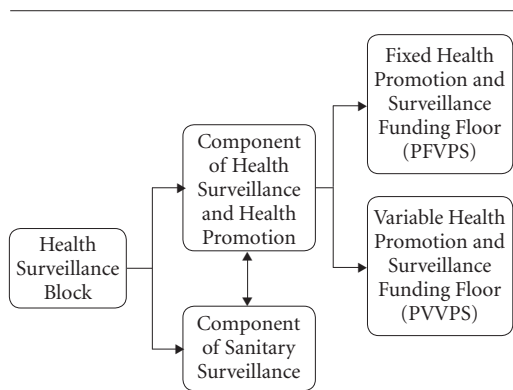 Health
Surveillance
Block
Component
of Health
Surveillance
and Health
Promotion
Component
of Sanitary
Surveillance
Fixed Health
Promotion and
Surveillance
Funding Floor
(PFVPS)
Variable Health
Promotion and
Surveillance
Funding Floor
(PVVPS)